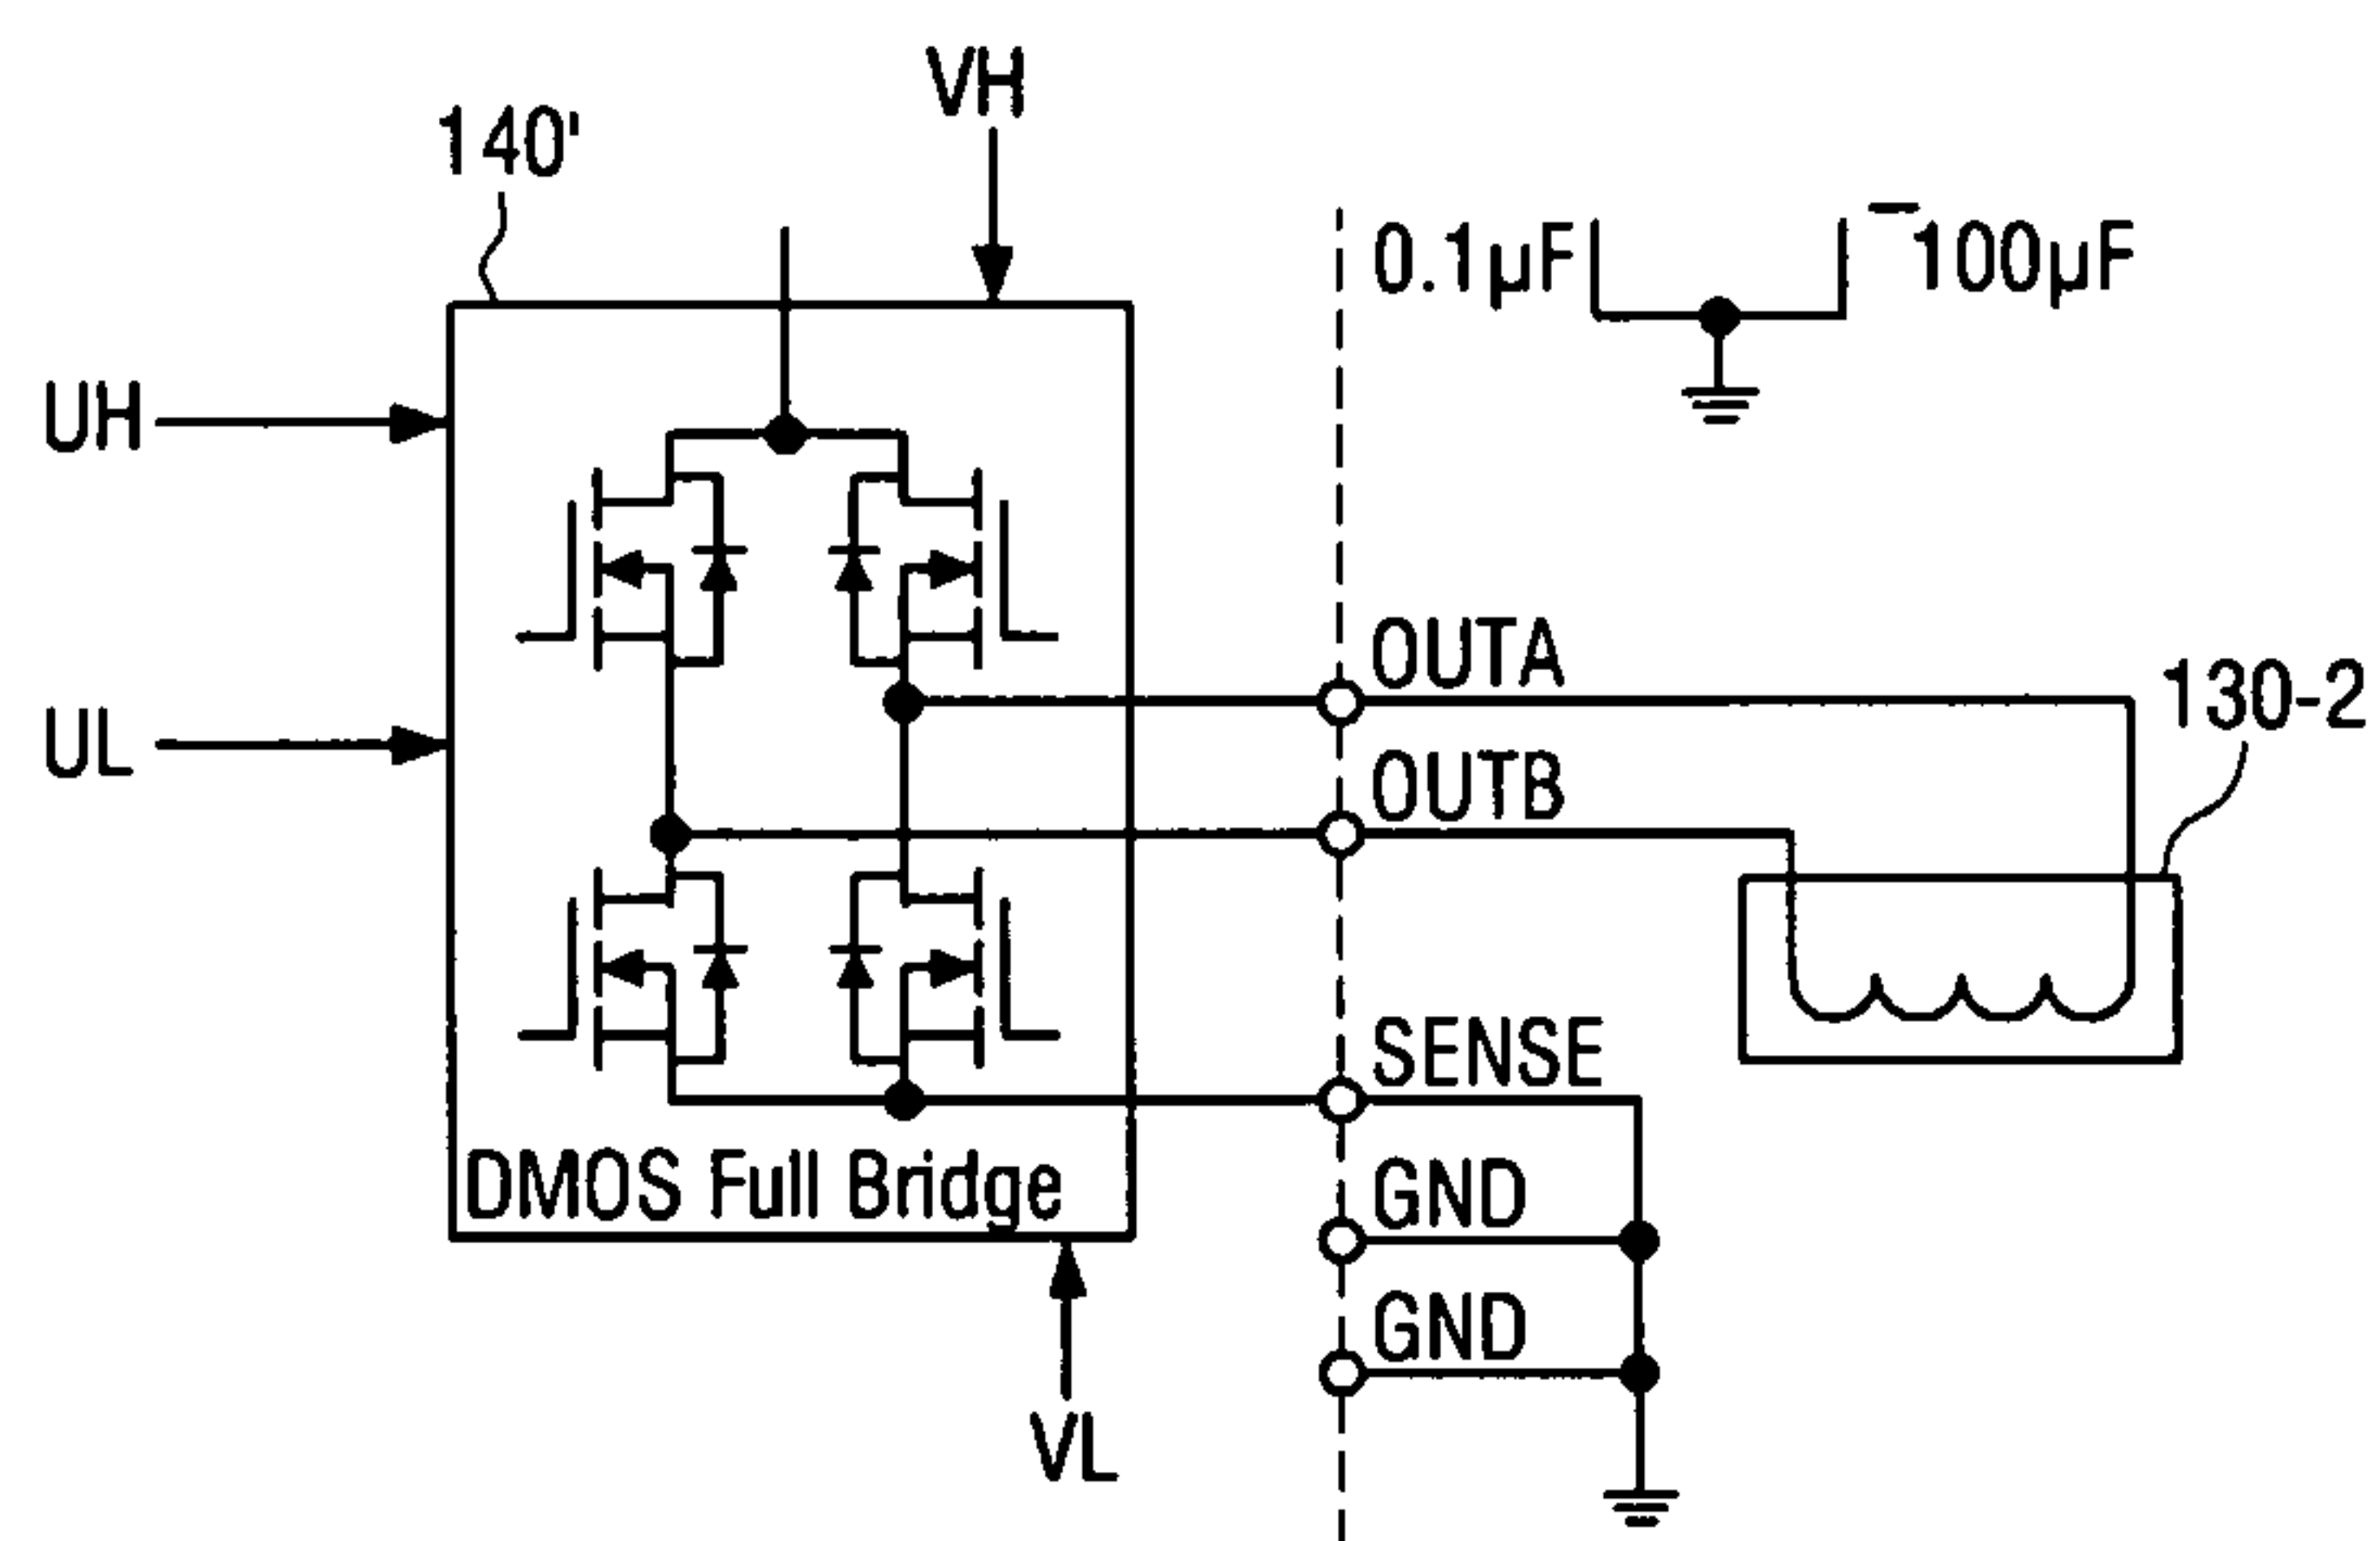 VH
140'
0.1µF
100µF
UH
OUTA
130-2
UL
OUTB
SENSE
DMOS Full Bridge
GND
GND
VL